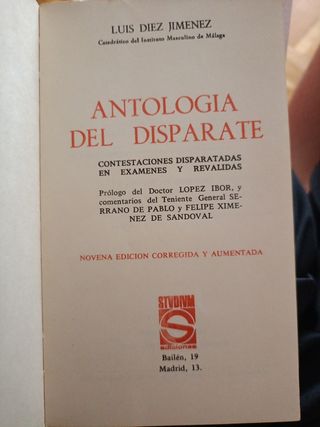 LUIS DIEZ JIMENEZ
Catedrático del Instituto Masculino de Málaga
ANTOLOGIA
DEL DISPARATE
CONTESTACIONES DISPARATADAS
EN EXAMENES Y REVALIDAS
Prólogo del Doctor LOPEZ IBOR, y
comentarios del Teniente General SE-
RRANO DE PABLO y FELIPE XIME-
NEZ DE SANDOVAL
NOVENA EDICION CORREGIDA Y AUMENTADA
STVDIVM
S
ediciones
Bailén, 19
Madrid, 13.